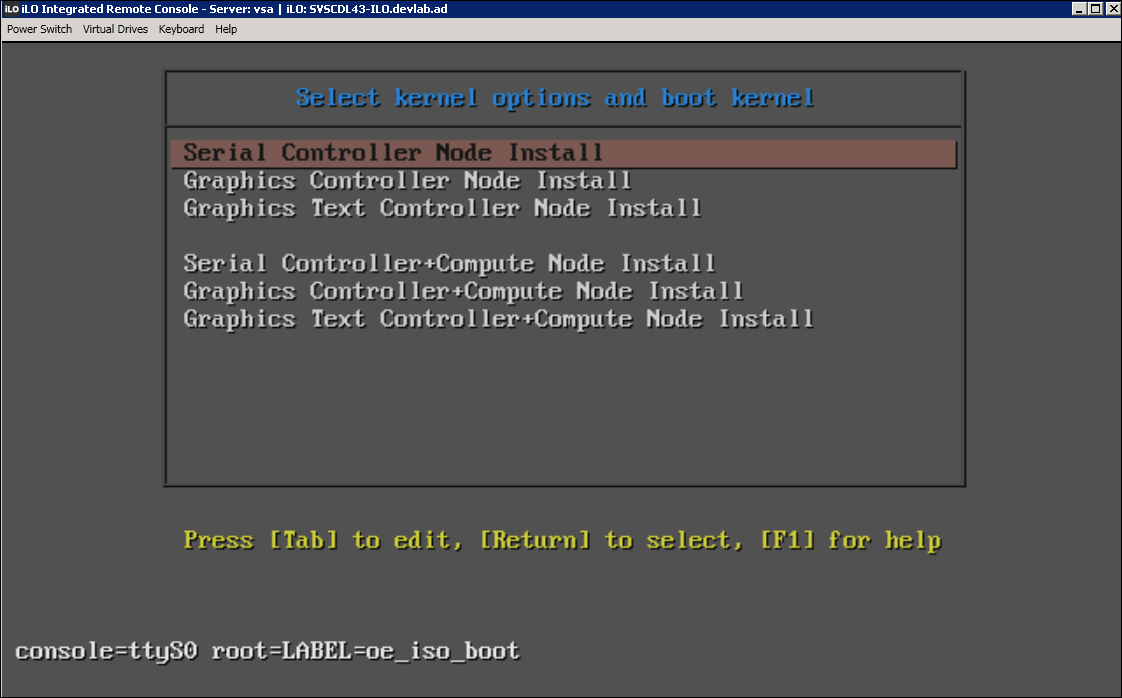 iLO iLO Integrated Remote Console - Server: vsa | iLO: SVSCDL43-ILO.devlab.ad
Power Switch Virtual Drives Keyboard Help
Select kernel options and boot kernel
Serial Controller Node Install
Graphics Controller Node Install
Graphics Text Controller Node Install
Serial Controller+Compute Node Install
Graphics Controller+Compute Node Install
Graphics Text Controller+Compute Node Install
Press [Tab] to edit, [Return] to select, [F1] for help
console=ttyS0 root=LABEL=oe_iso_boot